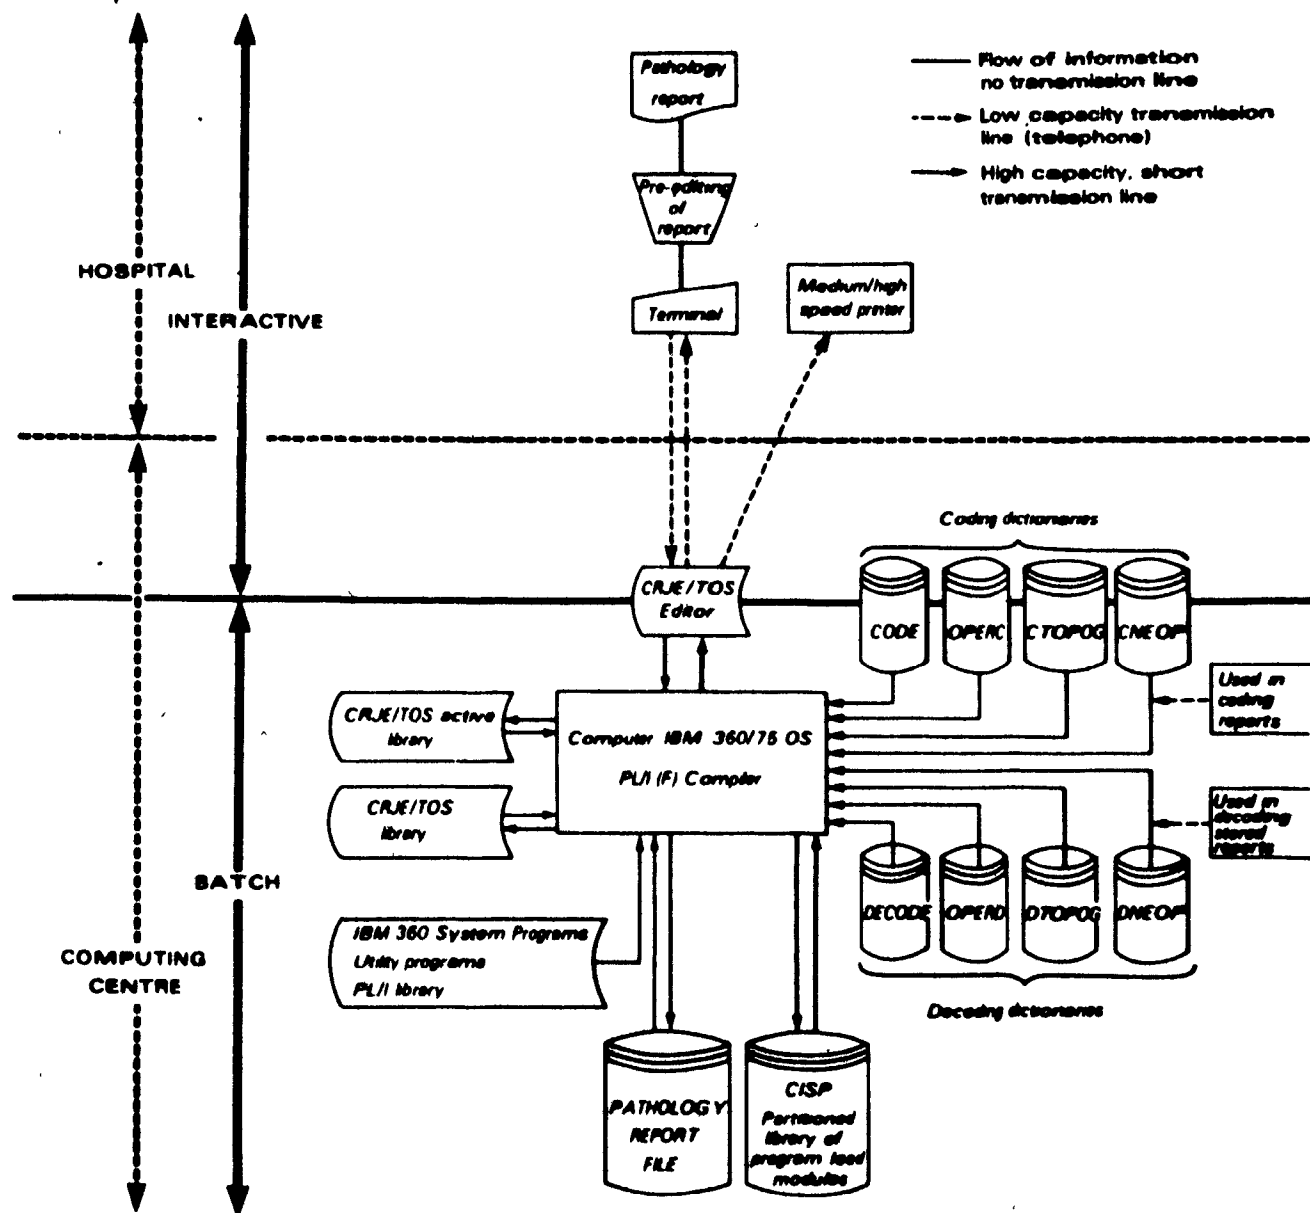 Pathology
report
Flow of information
no transmission line
Low capacity transmission
line (telephone)
High capacity, short
transmission line
Pre-editing
of
report
HOSPITAL
INTERACTIVE
Terminal
Medium/high
speed printer
Coding dictionaries
CRJE/TOS
Editor
CODE
OPERC
CTOPOG
CNEOP
Used in
coding
reports
CRJE/TOS active
library
Computer IBM 360/75 OS
PL/I (F) Compiler
CRJE/TOS
library
Used in
decoding
stored
reports
BATCH
DECODE
OPERD
DTOPOG
DNEOP
IBM 360 System Programs
Utility programs
PL/I library
COMPUTING
CENTRE
Decoding dictionaries
PATHOLOGY
REPORT
FILE
CISP
Partitioned
library of
program load
modules